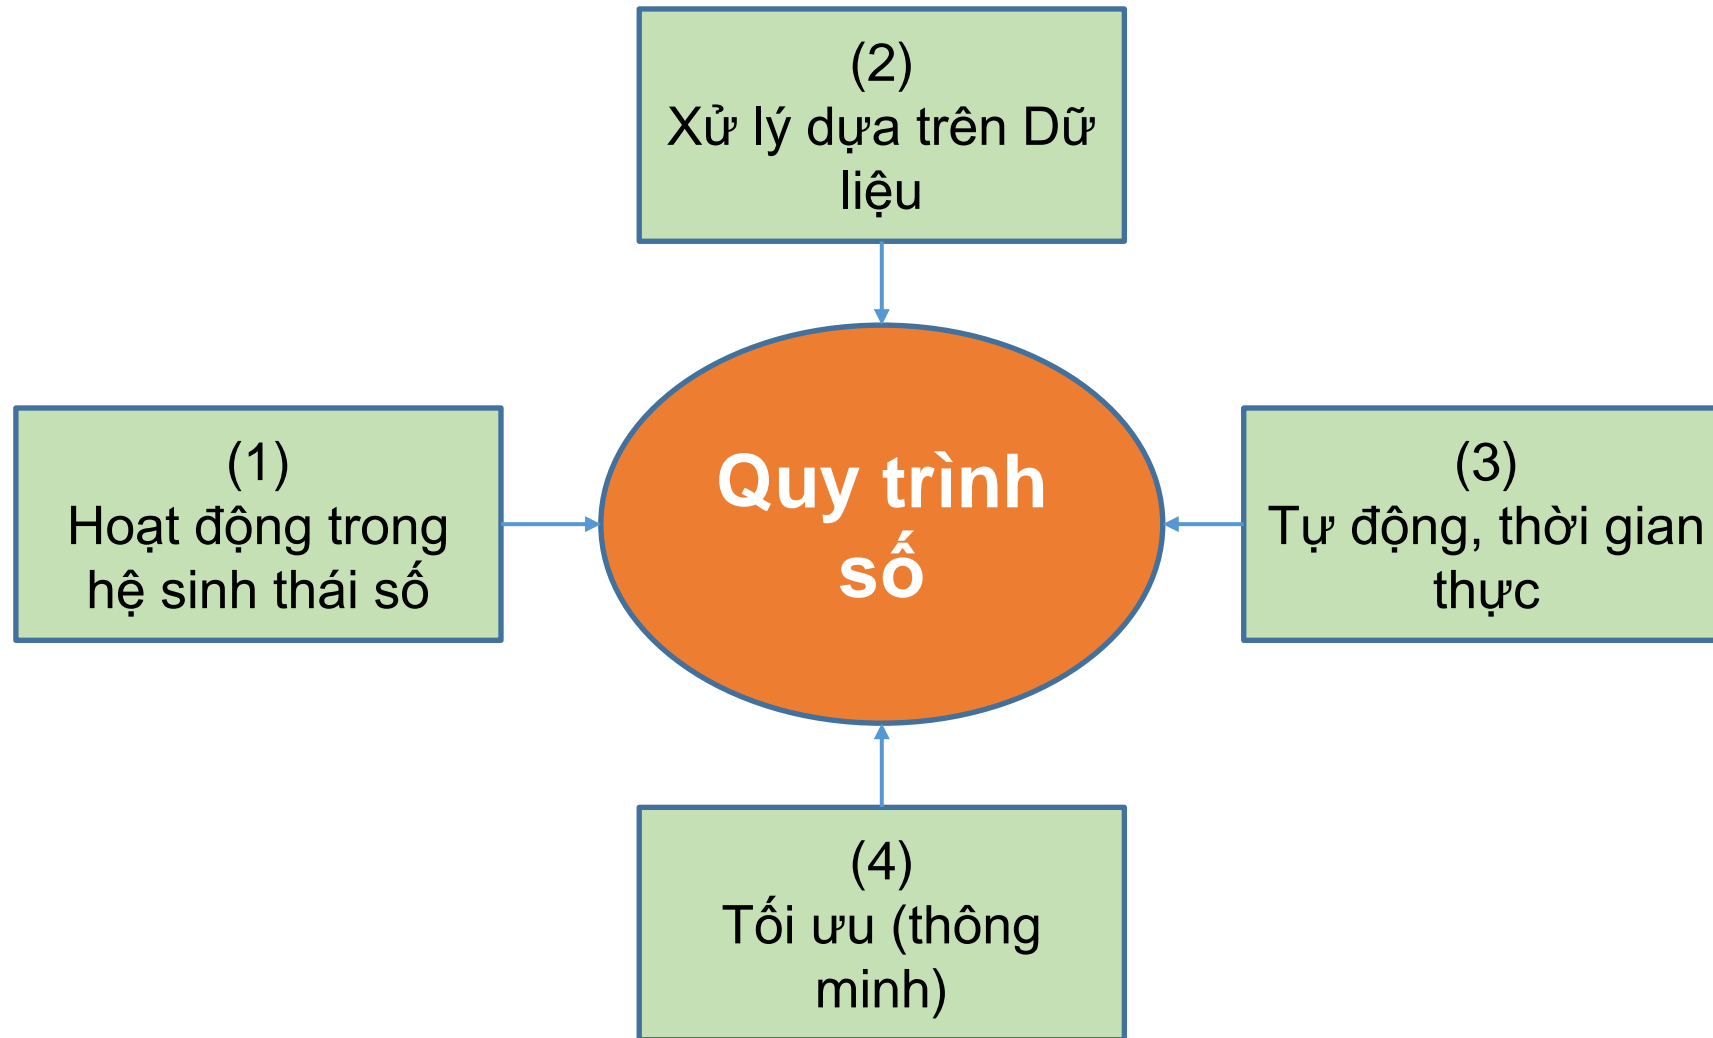 (2)
Xử lý dựa trên Dữ
liệu
(1)
Hoạt động trong
hệ sinh thái số
Quy trình
số
(3)
Tự động, thời gian
thực
(4)
Tối ưu (thông
minh)